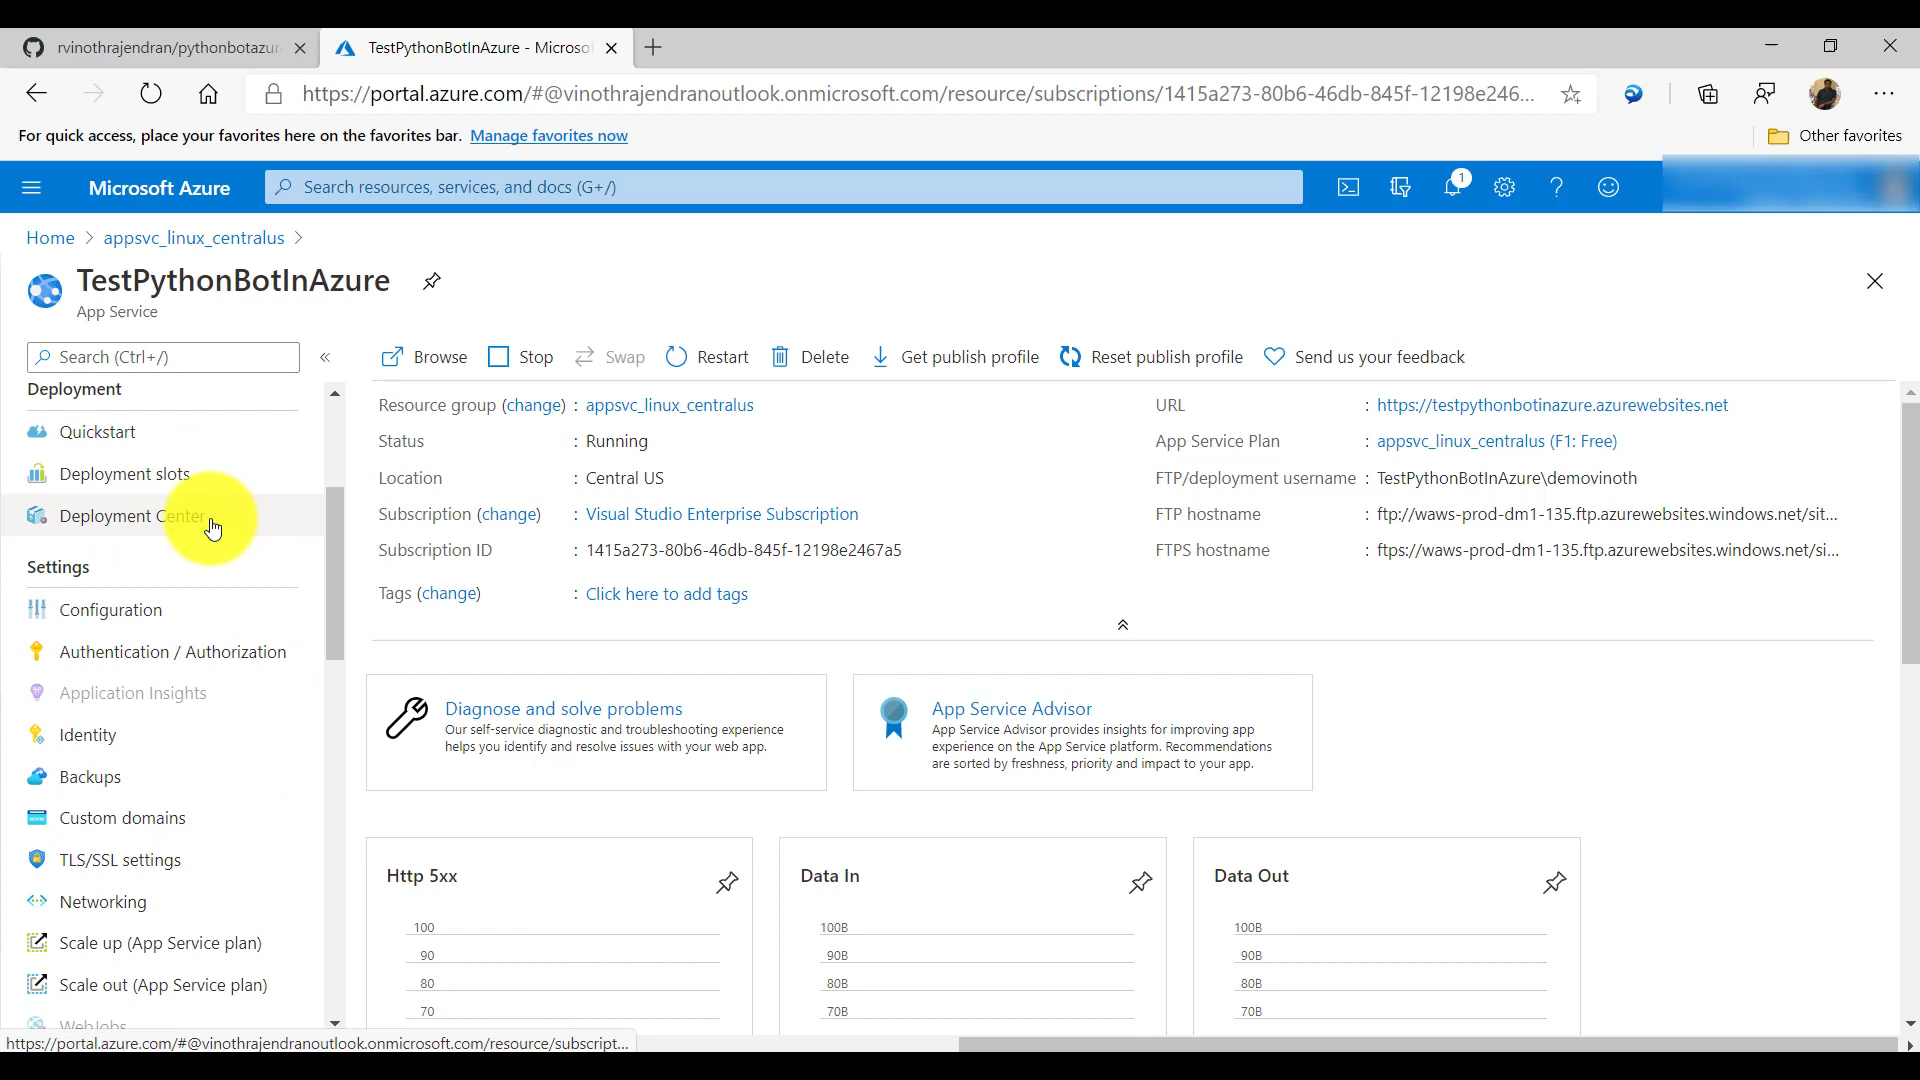 rvinothrajendran/pythonbotazur
TestPythonBotInAzure - Microsof
https://portal.azure.com/#@vinothrajendranoutlook.onmicrosoft.com/resource/subscriptions/1415a273-80b6-46db-845f-12198e246...
For quick access, place your favorites here on the favorites bar. Manage favorites now
Other favorites
Microsoft Azure
Search resources, services, and docs (G+/)
1
Home > appsvc_linux_centralus >
TestPythonBotInAzure
App Service
Search (Ctrl+/)
Browse Stop Swap Restart Delete Get publish profile Reset publish profile Send us your feedback
Deployment
Quickstart
Deployment slots
Deployment Center
Settings
Configuration
Authentication / Authorization
Application Insights
Identity
Backups
Custom domains
TLS/SSL settings
Networking
Scale up (App Service plan)
Scale out (App Service plan)
WebJobs
Resource group (change) : appsvc_linux_centralus
Status : Running
Location : Central US
Subscription (change) : Visual Studio Enterprise Subscription
Subscription ID : 1415a273-80b6-46db-845f-12198e2467a5
Tags (change) : Click here to add tags
URL : https://testpythonbotinazure.azurewebsites.net
App Service Plan : appsvc_linux_centralus (F1: Free)
FTP/deployment username : TestPythonBotInAzure\demovinoth
FTP hostname : ftp://waws-prod-dm1-135.ftp.azurewebsites.windows.net/sit...
FTPS hostname : ftps://waws-prod-dm1-135.ftp.azurewebsites.windows.net/si...
Diagnose and solve problems
Our self-service diagnostic and troubleshooting experience
helps you identify and resolve issues with your web app.
App Service Advisor
App Service Advisor provides insights for improving app
experience on the App Service platform. Recommendations
are sorted by freshness, priority and impact to your app.
Http 5xx
100
90
80
70
Data In
100B
90B
80B
70B
Data Out
100B
90B
80B
70B
https://portal.azure.com/#@vinothrajendranoutlook.onmicrosoft.com/resource/subscript...